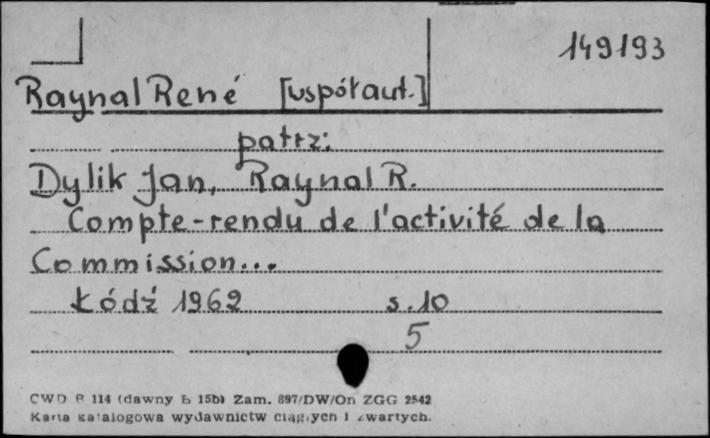 149193
Raynal René [współaut.]
patrz:
Dylik Jan, Raynal R.
Compte-rendu de l'activité de la
Commission...
Łódź 1962 s. 10
5
CWD P 114 (dawny b 15b) Zam. 897/DW/On ZGG 2542
Karta katalogowa wydawnictw ciągłych i zwartych.